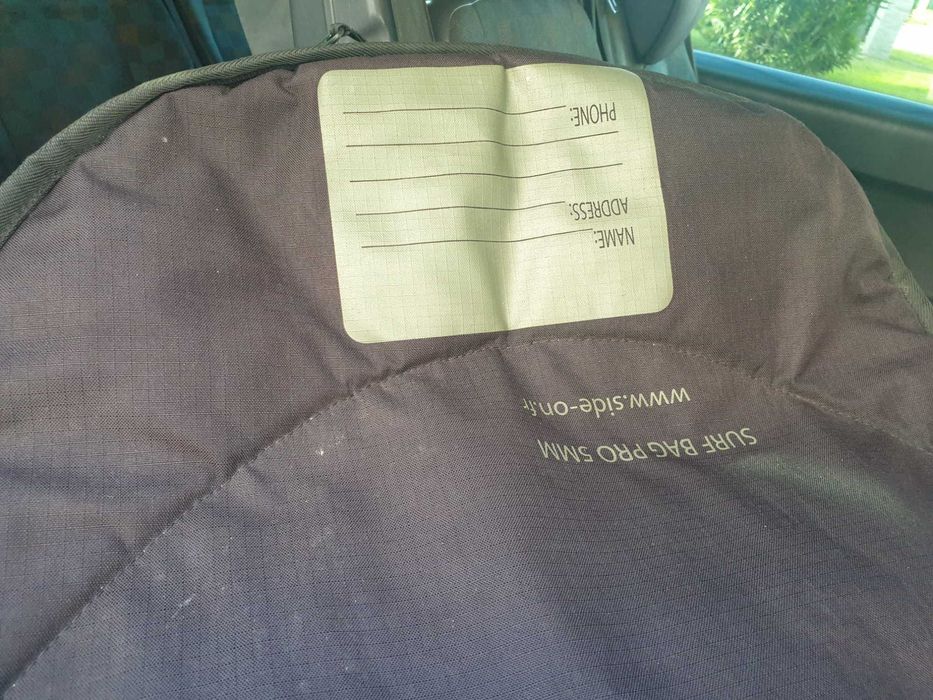 SURF BAG PRO 5MM
www.side-on.fr
NAME:
ADDRESS:
PHONE: